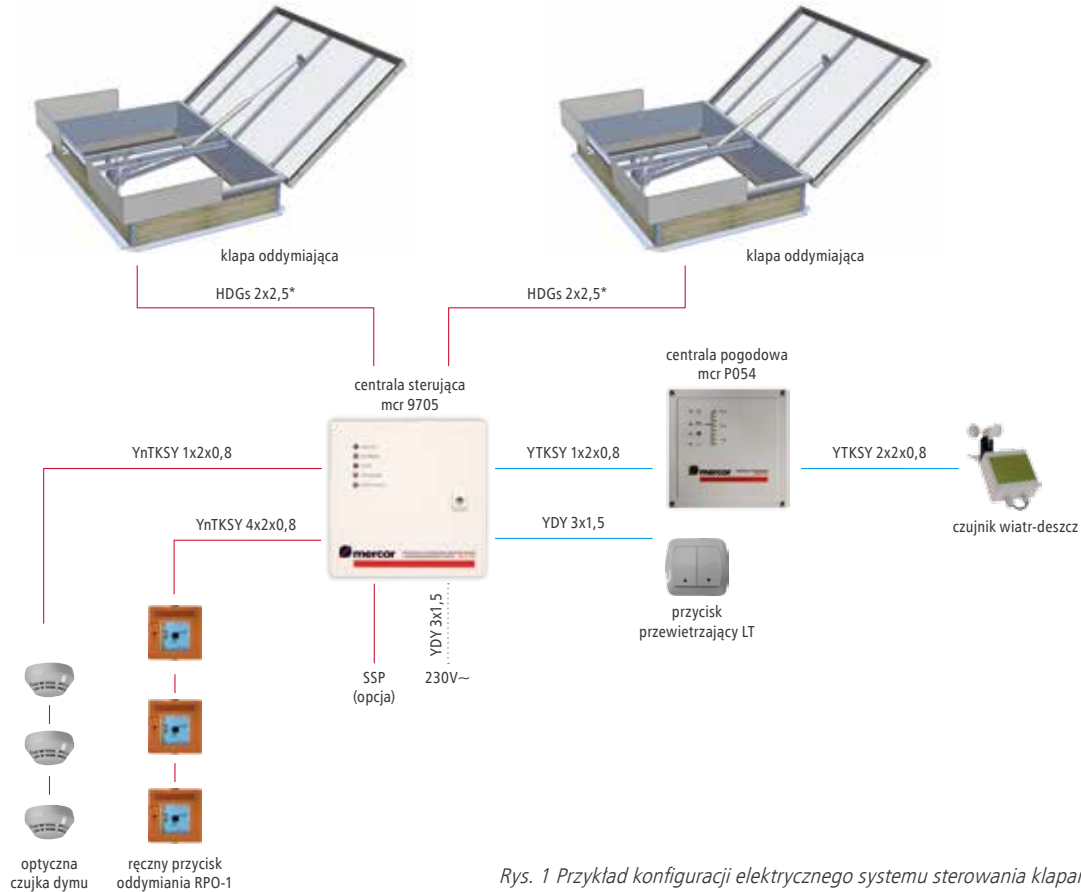 klapa oddymiająca
klapa oddymiająca
HDGs 2x2,5*
HDGs 2x2,5*
centrala sterująca
mcr 9705
centrala pogodowa
mcr P054
YnTKSY 1x2x0,8
YTKSY 1x2x0,8
YTKSY 2x2x0,8
mercor
czujnik wiatr-deszcz
YnTKSY 4x2x0,8
YDY 3x1,5
mercor
przycisk
przewietrzający LT
YDY 3x1,5
SSP
(opcja)
230V~
optyczna
czujka dymu
ręczny przycisk
oddymiania RPO-1
Rys. 1 Przykład konfiguracji elektrycznego systemu sterowania klapa